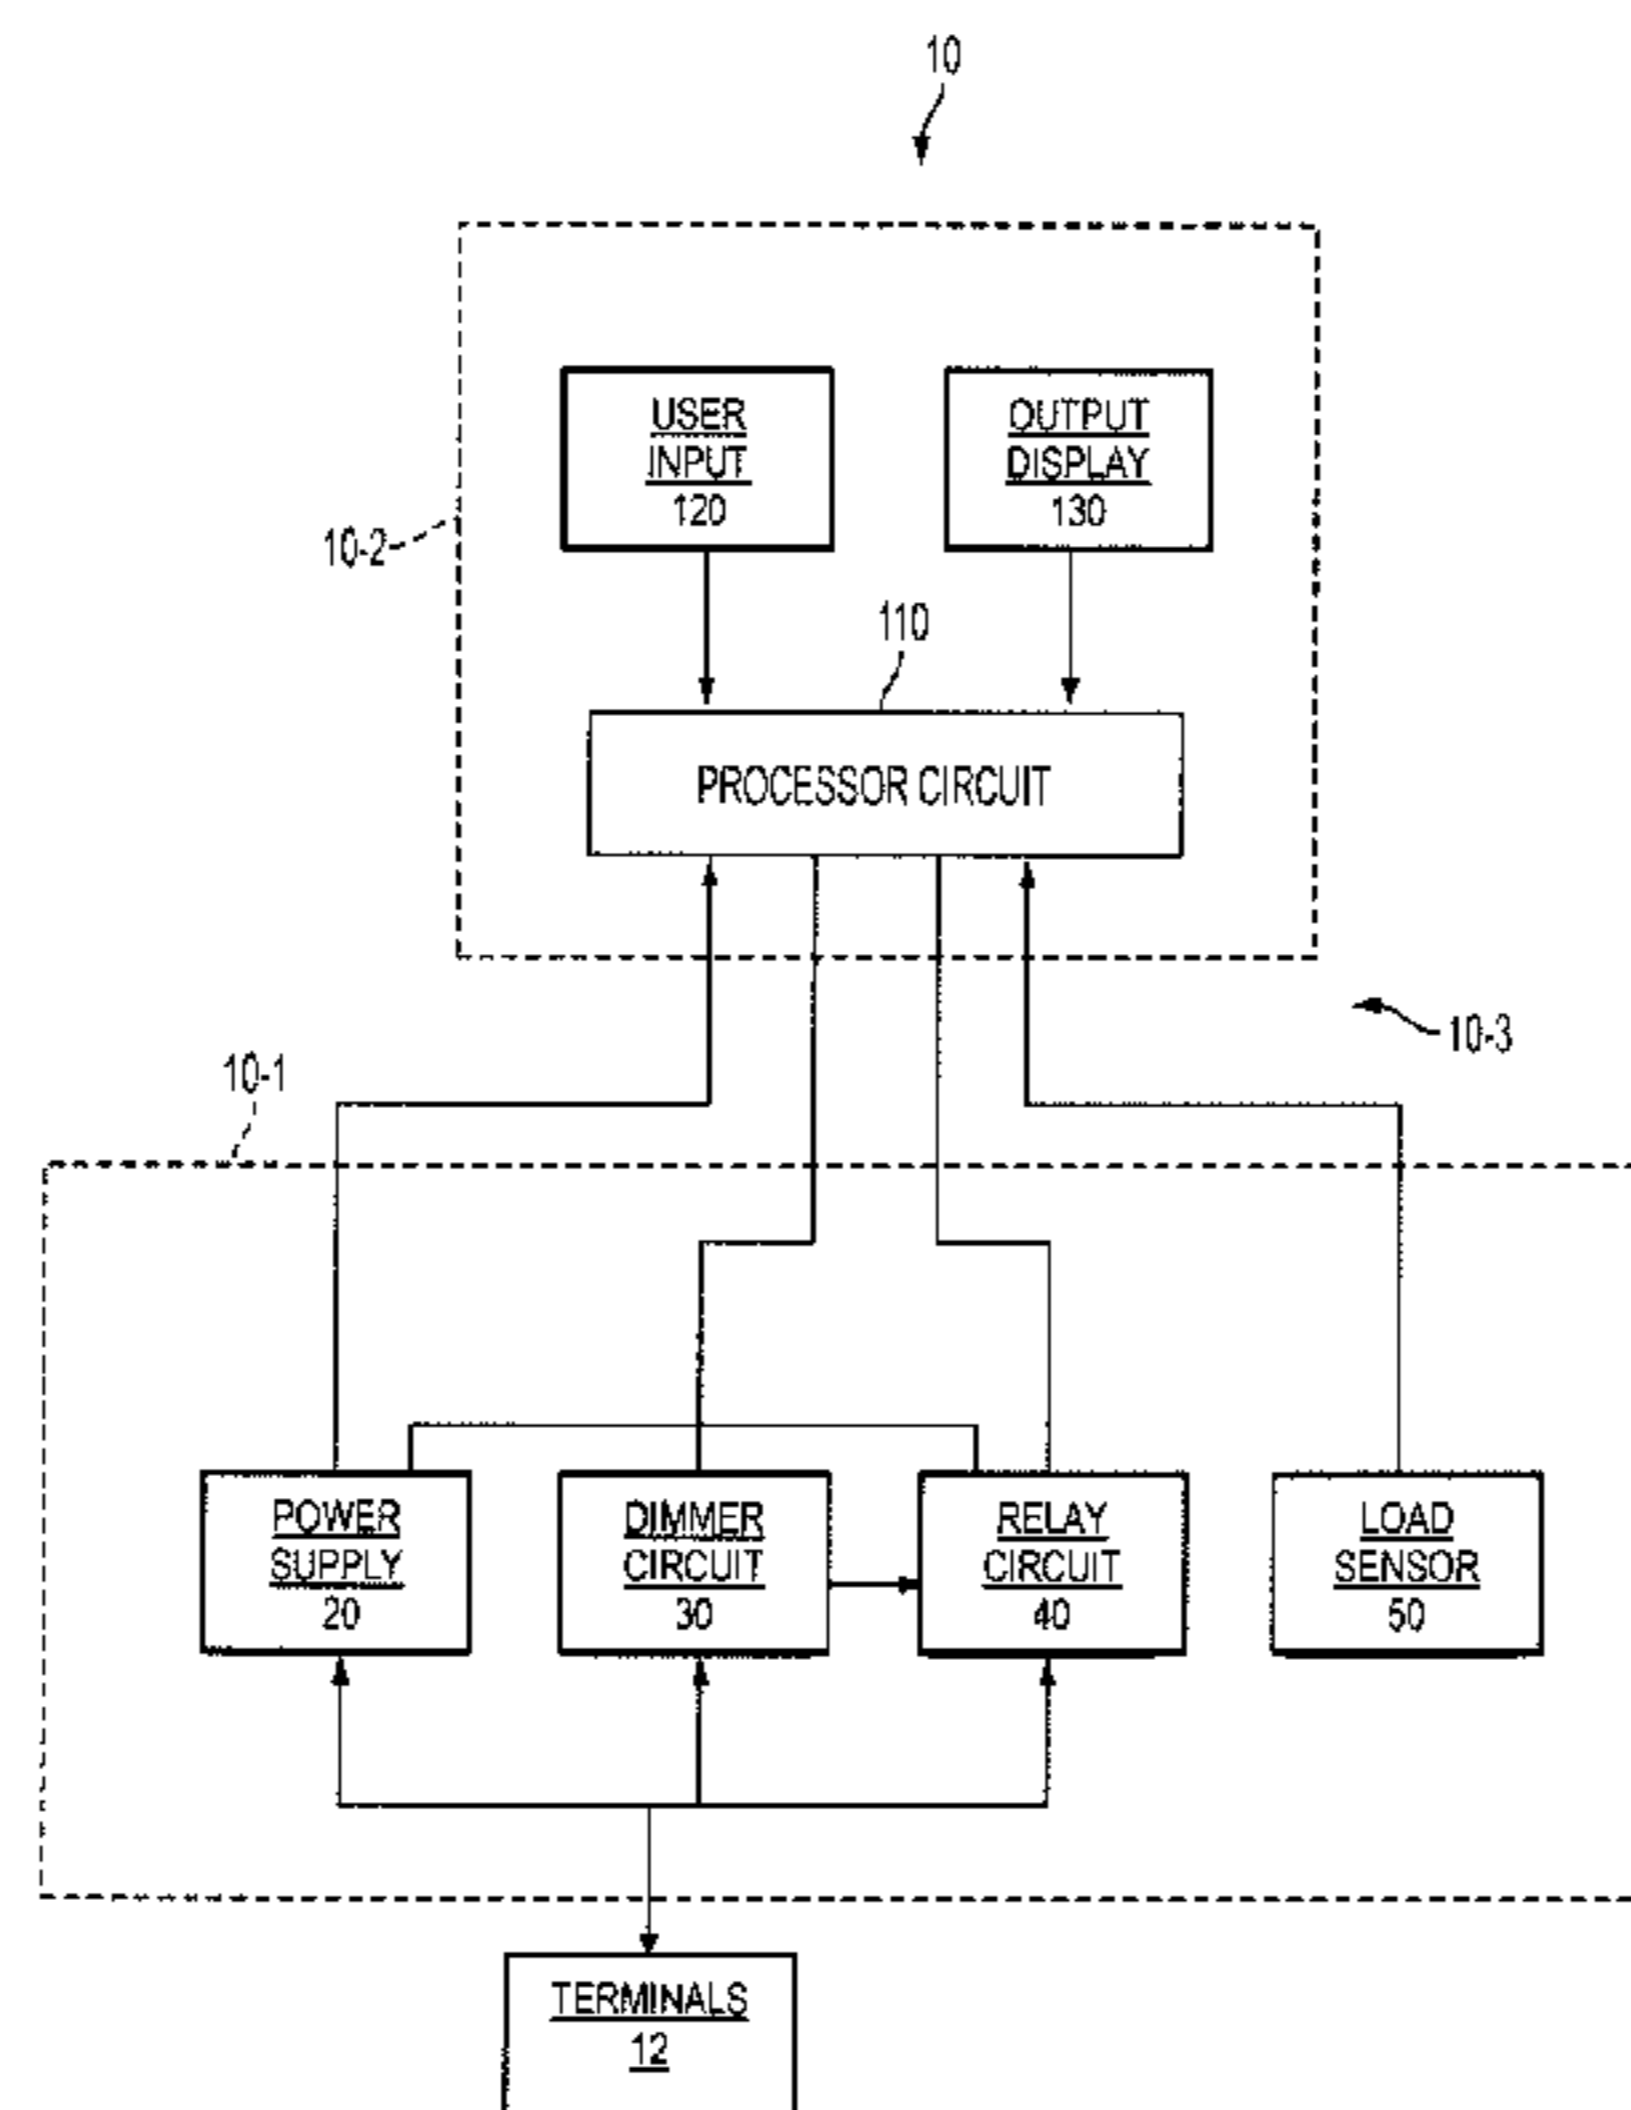 10
USER
INPUT
120
OUTPUT
DISPLAY
130
10-2
110
PROCESSOR CIRCUIT
10-3
10-1
POWER
SUPPLY
20
DIMMER
CIRCUIT
30
RELAY
CIRCUIT
40
LOAD
SENSOR
50
TERMINALS
12